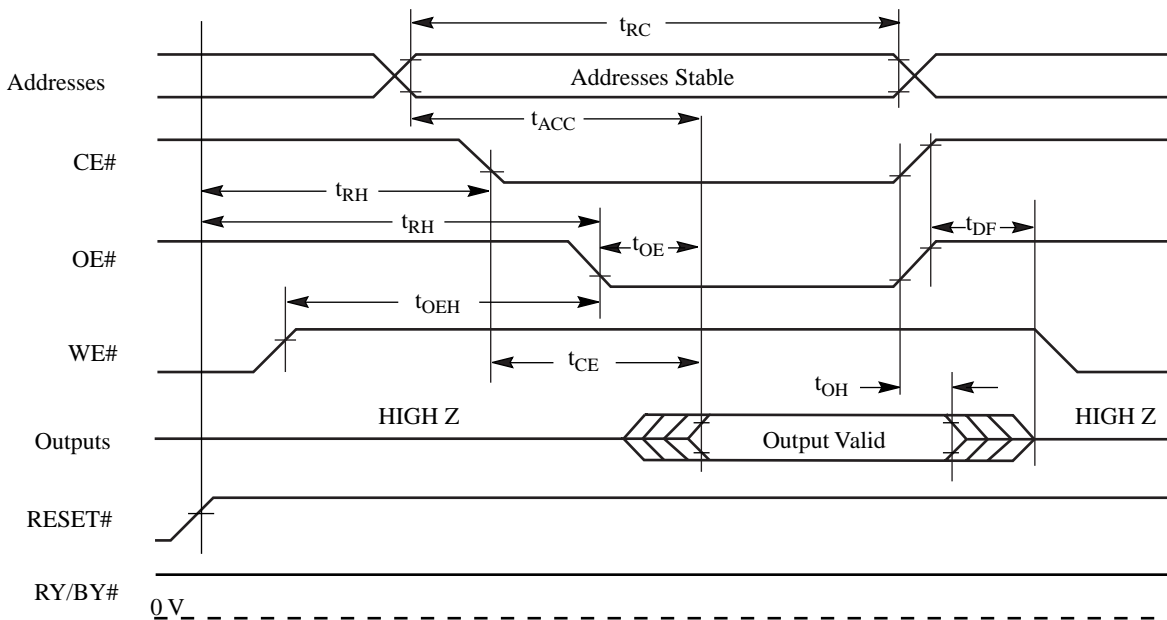 tRC
Addresses
Addresses Stable
tACC
CE#
tRH
tRH
tDF
OE#
tOE
tOEH
WE#
tCE
tOH
HIGH Z
HIGH Z
Outputs
Output Valid
RESET#
RY/BY#
0 V